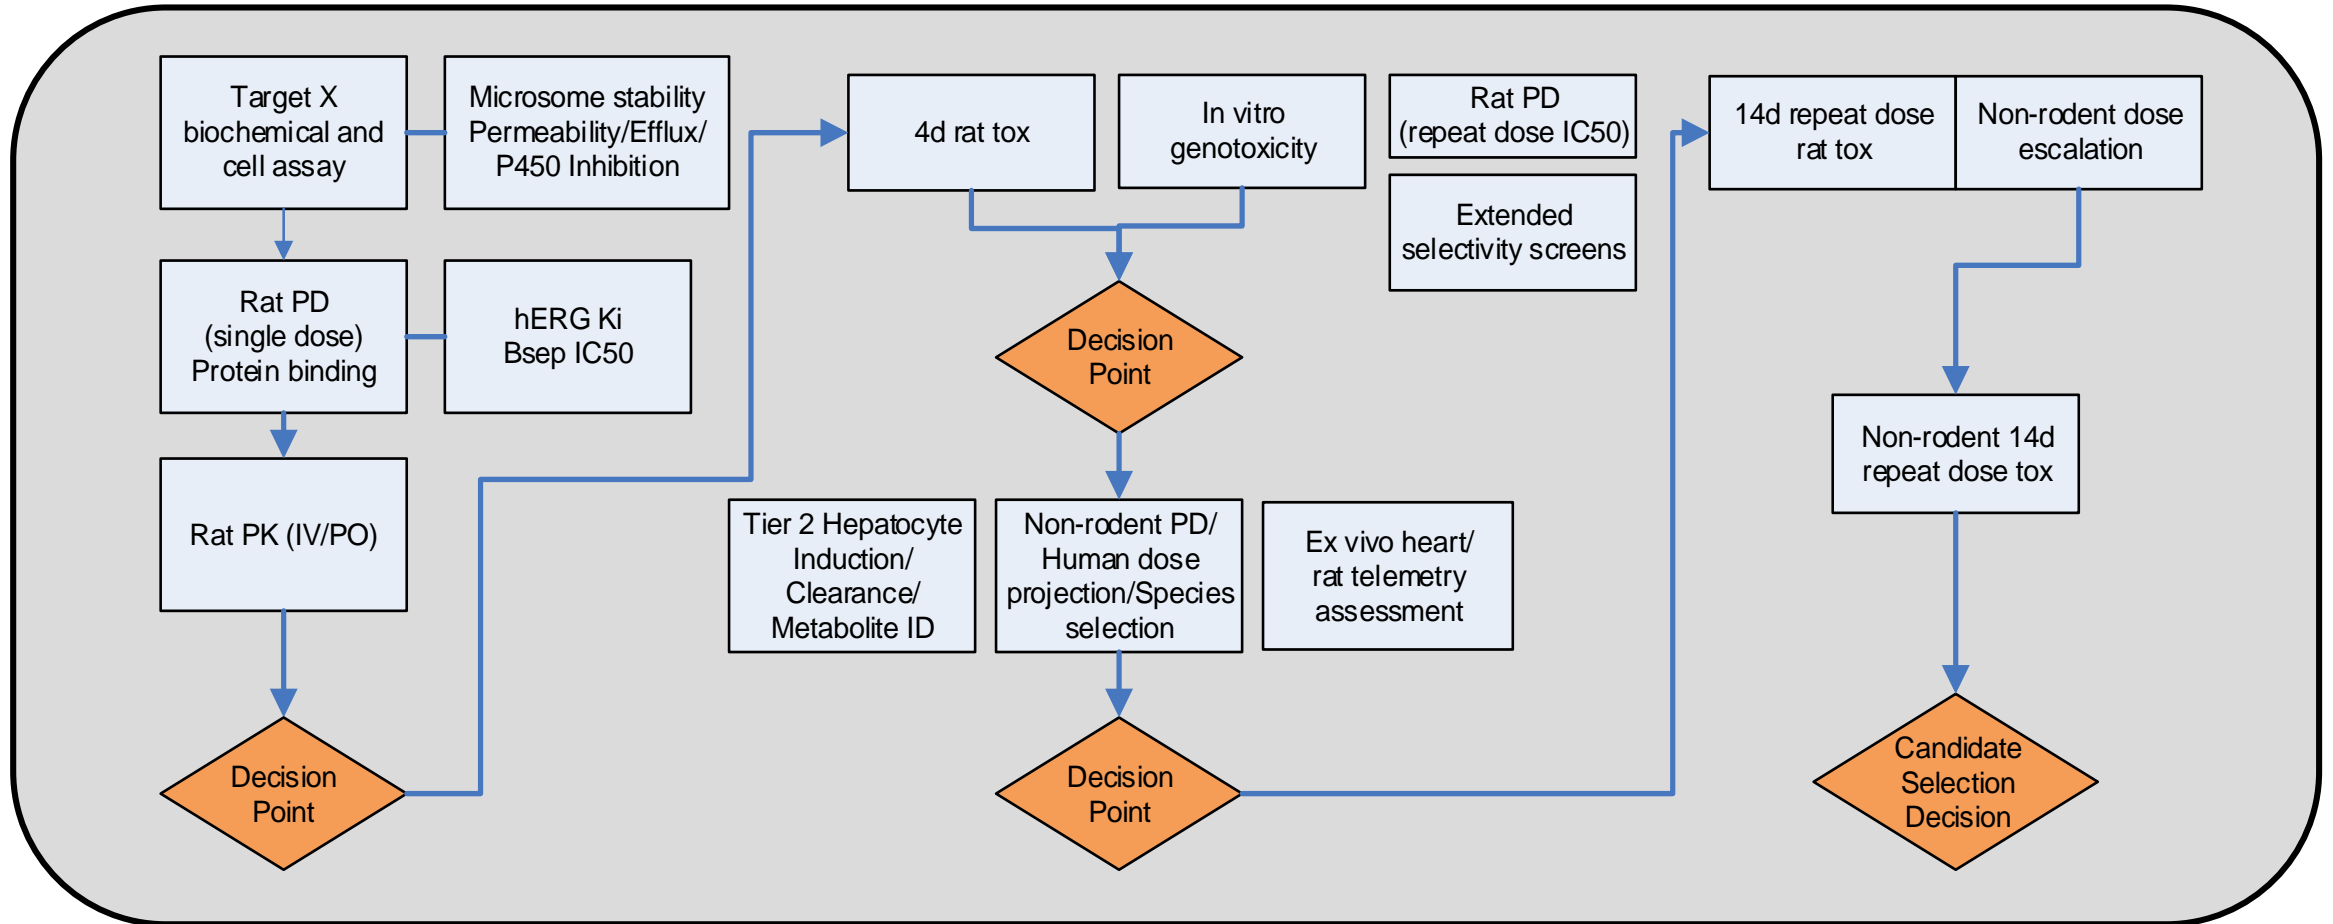 Target X
biochemical and
cell assay
Microsome stability
Permeability/Efflux/
P450 Inhibition
Rat PD
(single dose)
Protein binding
hERG Ki
Bsep IC50
Rat PK (IV/PO)
Decision
Point
4d rat tox
In vitro
genotoxicity
Rat PD
(repeat dose IC50)
Extended
selectivity screens
Decision
Point
Tier 2 Hepatocyte
Induction/
Clearance/
Metabolite ID
Non-rodent PD/
Human dose
projection/Species
selection
Ex vivo heart/
rat telemetry
assessment
Decision
Point
14d repeat dose
rat tox
Non-rodent dose
escalation
Non-rodent 14d
repeat dose tox
Candidate
Selection
Decision